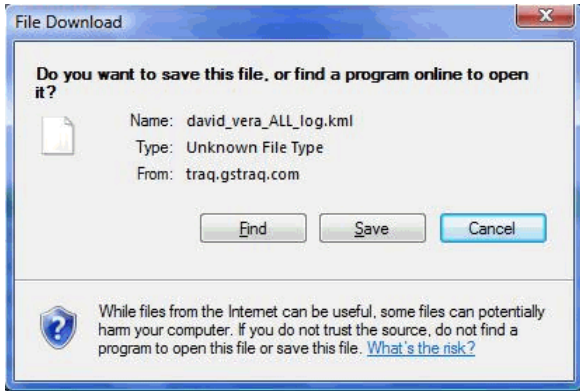 File Download
Do you want to save this file, or find a program online to open
it?
Name: david_vera_ALL_log.kml
Type: Unknown File Type
From: traq.gstraq.com
Find Save Cancel
While files from the Internet can be useful, some files can potentially
harm your computer. If you do not trust the source, do not find a
program to open this file or save this file. What's the risk?